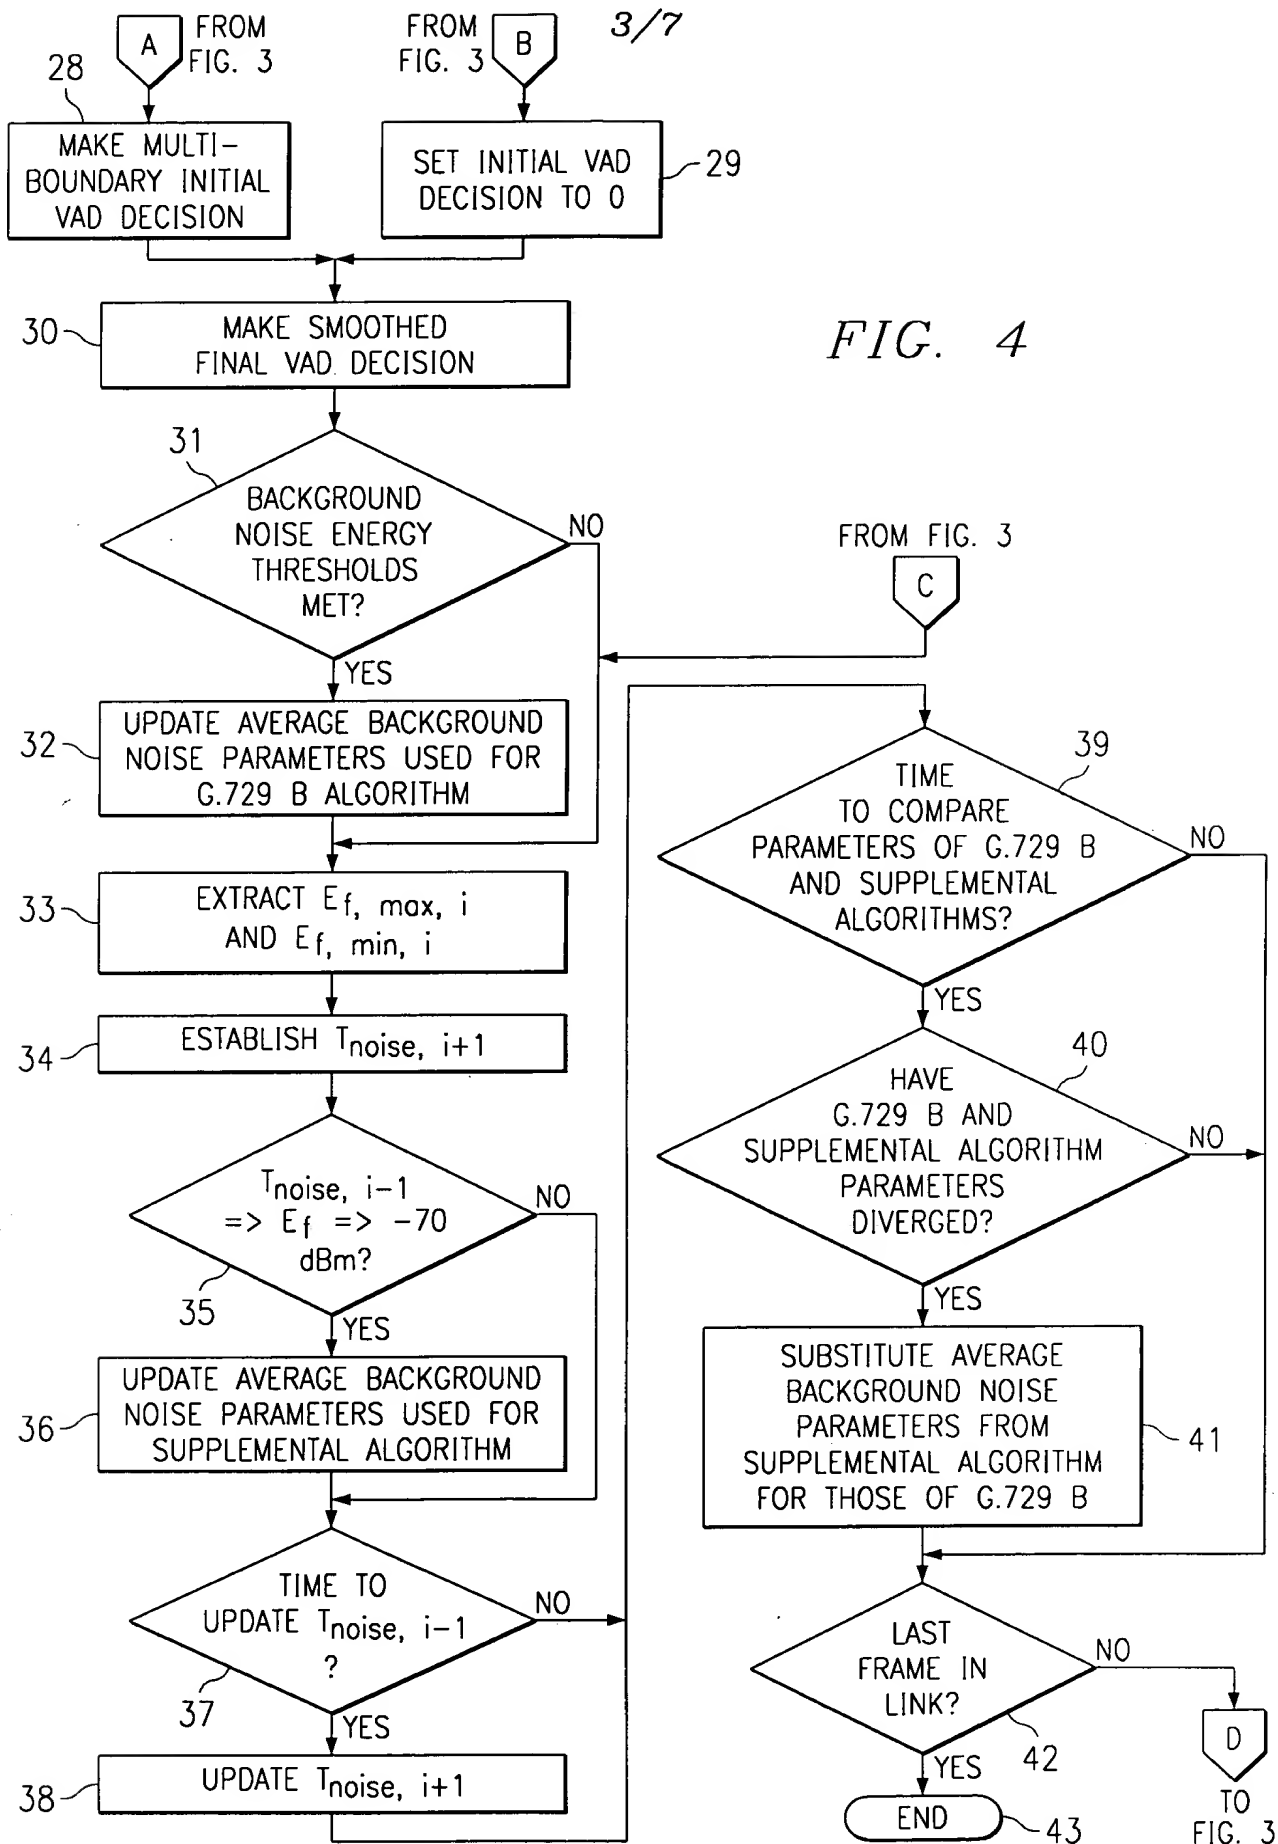 3/7
A
FROM
FIG. 3
FROM
FIG. 3
B
28
MAKE MULTI-
BOUNDARY INITIAL
VAD DECISION
SET INITIAL VAD
DECISION TO 0
29
30
MAKE SMOOTHED
FINAL VAD DECISION
FIG. 4
31
BACKGROUND
NOISE ENERGY
THRESHOLDS
MET?
NO
YES
FROM FIG. 3
C
32
UPDATE AVERAGE BACKGROUND
NOISE PARAMETERS USED FOR
G.729 B ALGORITHM
33
EXTRACT Ef, max, i
AND Ef, min, i
34
ESTABLISH Tnoise, i+1
Tnoise, i-1
=> Ef => -70
dBm?
NO
35
YES
36
UPDATE AVERAGE BACKGROUND
NOISE PARAMETERS USED FOR
SUPPLEMENTAL ALGORITHM
TIME TO
UPDATE Tnoise, i-1
?
NO
37
YES
38
UPDATE Tnoise, i+1
39
TIME
TO COMPARE
PARAMETERS OF G.729 B
AND SUPPLEMENTAL
ALGORITHMS?
NO
YES
40
HAVE
G.729 B AND
SUPPLEMENTAL ALGORITHM
PARAMETERS
DIVERGED?
NO
YES
SUBSTITUTE AVERAGE
BACKGROUND NOISE
PARAMETERS FROM
SUPPLEMENTAL ALGORITHM
FOR THOSE OF G.729 B
41
LAST
FRAME IN
LINK?
NO
42
YES
END
43
D
TO
FIG. 3